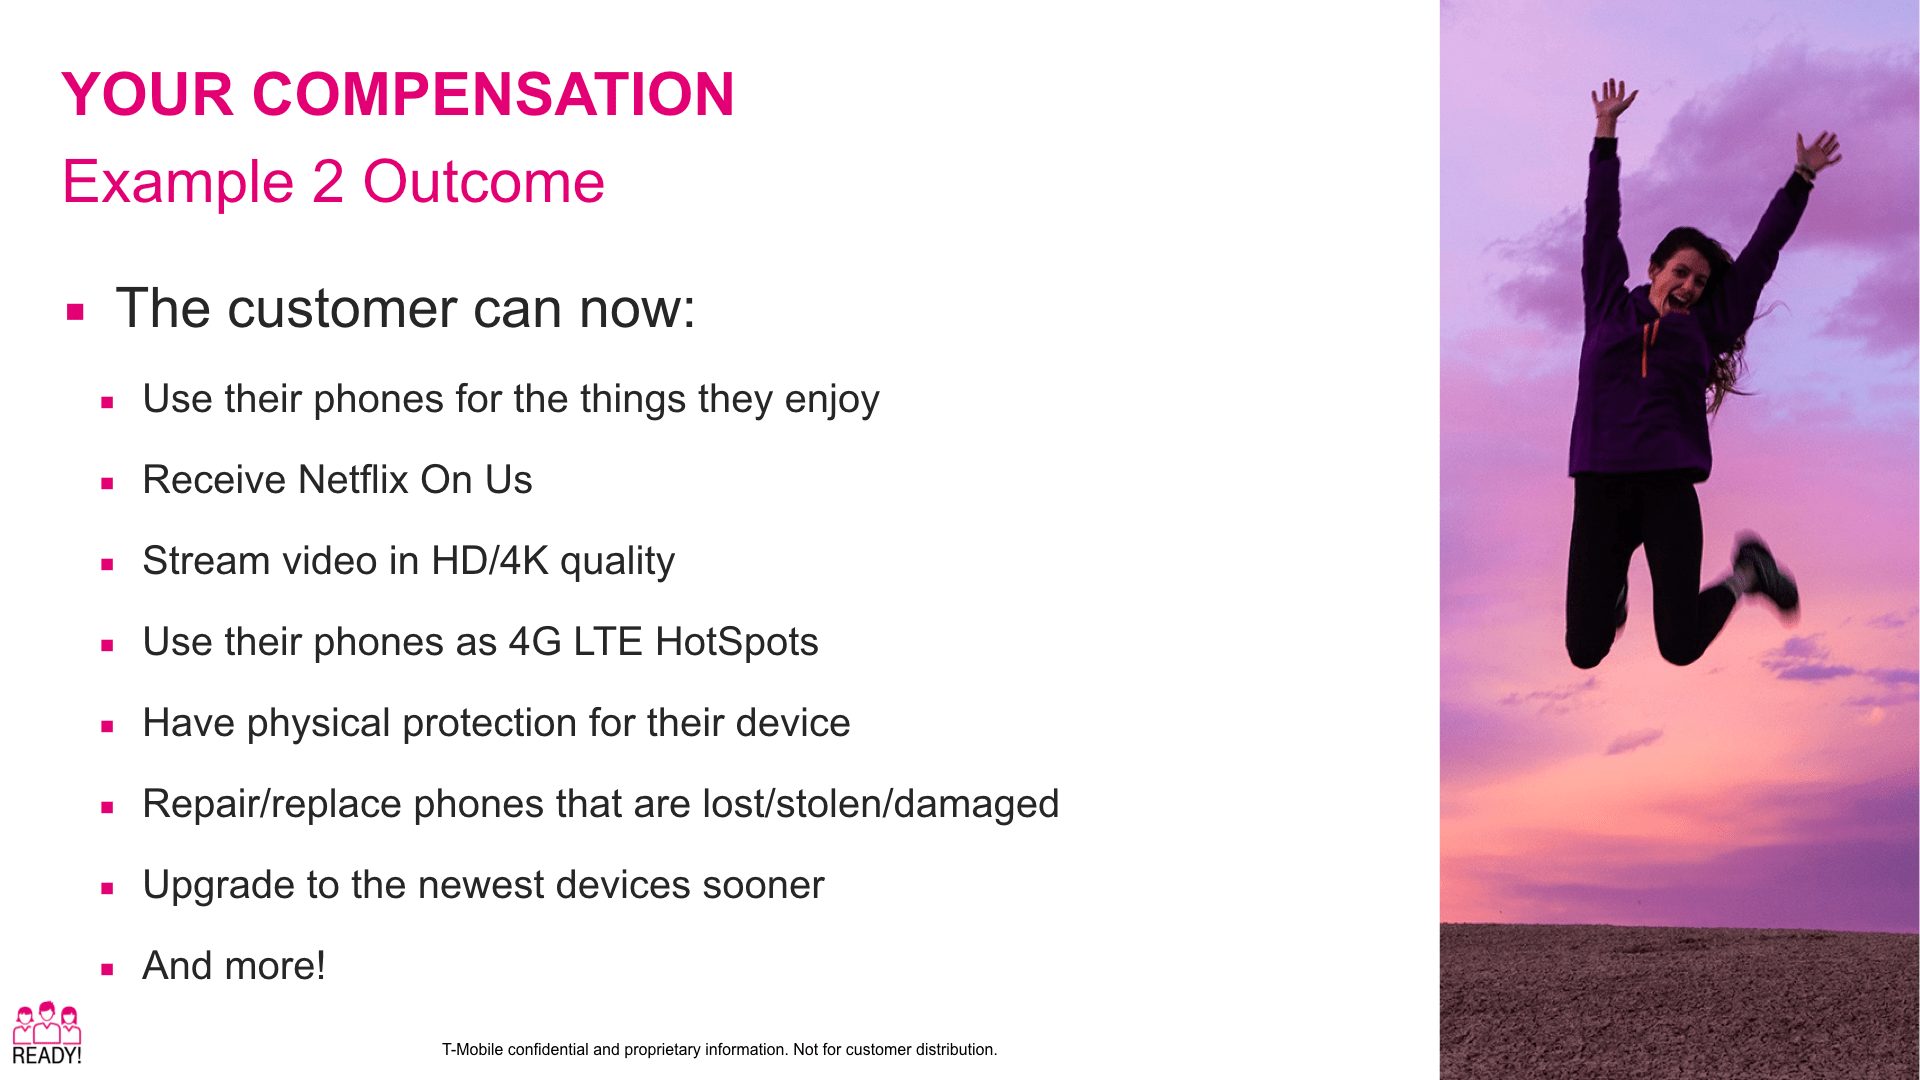 YOUR COMPENSATION
Example 2 Outcome
The customer can now:
Use their phones for the things they enjoy
Receive Netflix On Us
Stream video in HD/4K quality
Use their phones as 4G LTE HotSpots
Have physical protection for their device
Repair/replace phones that are lost/stolen/damaged
Upgrade to the newest devices sooner
And more!
READY!
T-Mobile confidential and proprietary information. Not for customer distribution.